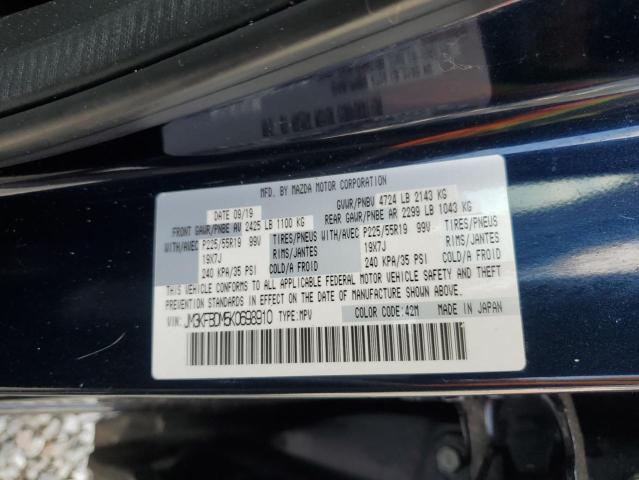 MFD. BY MAZDA MOTOR CORPORATION
DATE 09/19 GVWR/PNBV 4724 LB 2143 KG
FRONT GAWR/PNBE AV 2425 LB 1100 KG REAR GAWR/PNBE AR 2299 LB 1043 KG
WITH/AVEC P225/55R19 99V TIRES/PNEUS WITH/AVEC P225/55R19 99V TIRES/PNEUS
19X7J RIMS/JANTES 19X7J RIMS/JANTES
240 KPA/35 PSI COLD/A FROID 240 KPA/35 PSI COLD/A FROID
THIS VEHICLE CONFORMS TO ALL APPLICABLE FEDERAL MOTOR VEHICLE SAFETY AND THEFT
PREVENTION STANDARDS IN EFFECT ON THE DATE OF MANUFACTURE SHOWN ABOVE.
VIN: JM3KFBDM5K0698910 TYPE: MPV COLOR CODE: 42M MADE IN JAPAN